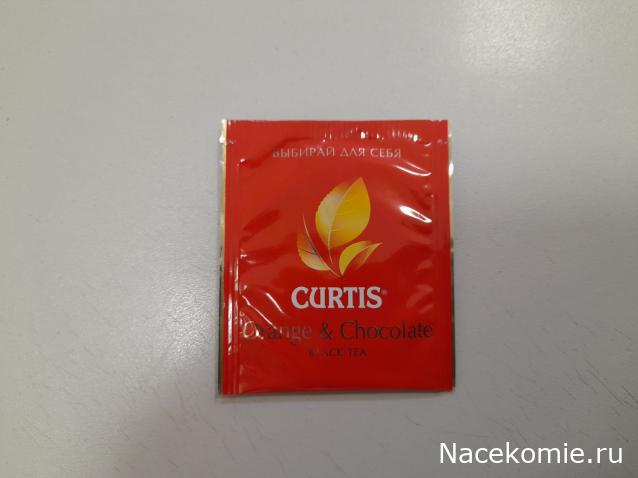 ВЫБИРАЙ ДЛЯ СЕБЯ
CURTIS®
Orange & Chocolate
BLACK TEA
Nacekomie.ru